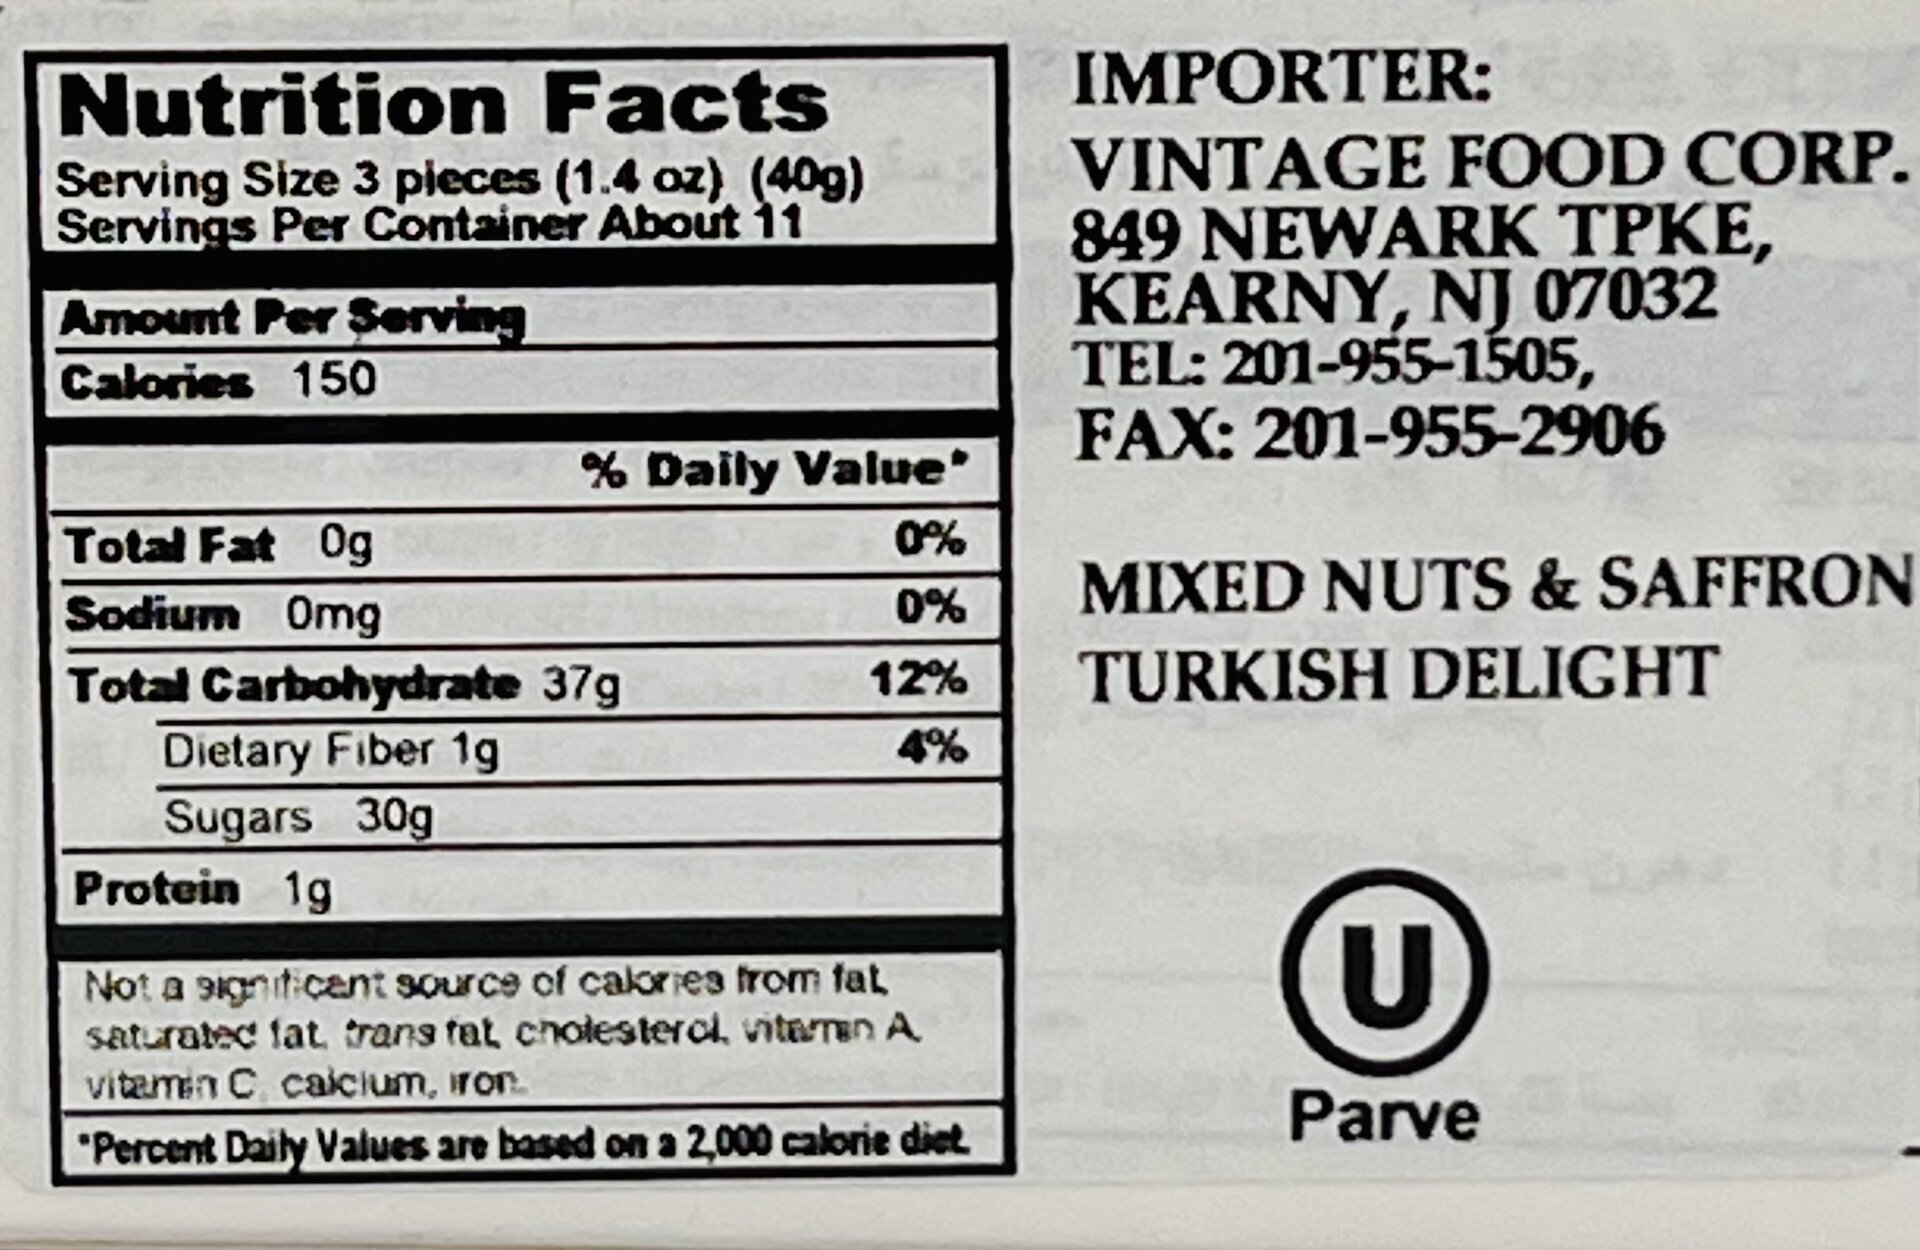 Nutrition Facts
Serving Size 3 pieces (1.4 oz) (40g)
Servings Per Container About 11
Amount Per Serving
Calories 150
% Daily Value*
Total Fat 0g 0%
Sodium 0mg 0%
Total Carbohydrate 37g 12%
Dietary Fiber 1g 4%
Sugars 30g
Protein 1g
Not a significant source of calories from fat,
saturated fat, trans fat, cholesterol, vitamin A,
vitamin C, calcium, iron.
*Percent Daily Values are based on a 2,000 calorie diet.
IMPORTER:
VINTAGE FOOD CORP.
849 NEWARK TPKE,
KEARNY, NJ 07032
TEL: 201-955-1505,
FAX: 201-955-2906
MIXED NUTS & SAFFRON
TURKISH DELIGHT
U
Parve